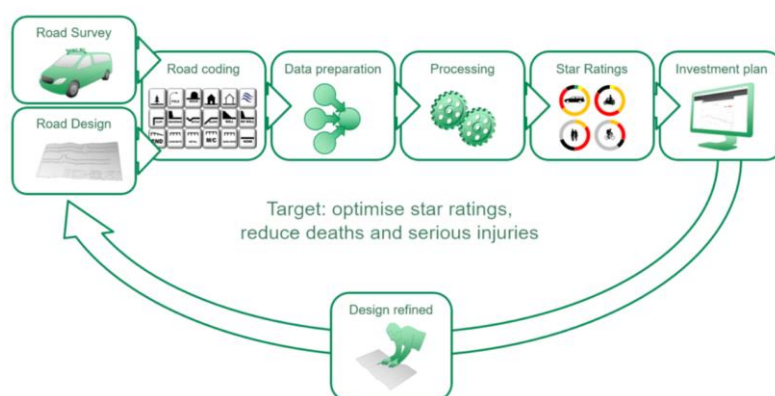 Road Survey
Road Design
Road coding
Data preparation
Processing
Star Ratings
Investment plan
Target: optimise star ratings,
reduce deaths and serious injuries
Design refined